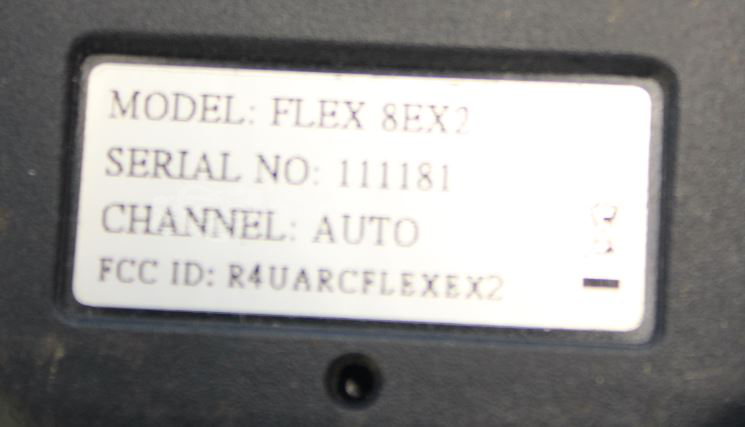 MODEL: FLEX 8EX2
SERIAL NO: 111181
CHANNEL: AUTO
FCC ID: R4UARCFLEXEX2